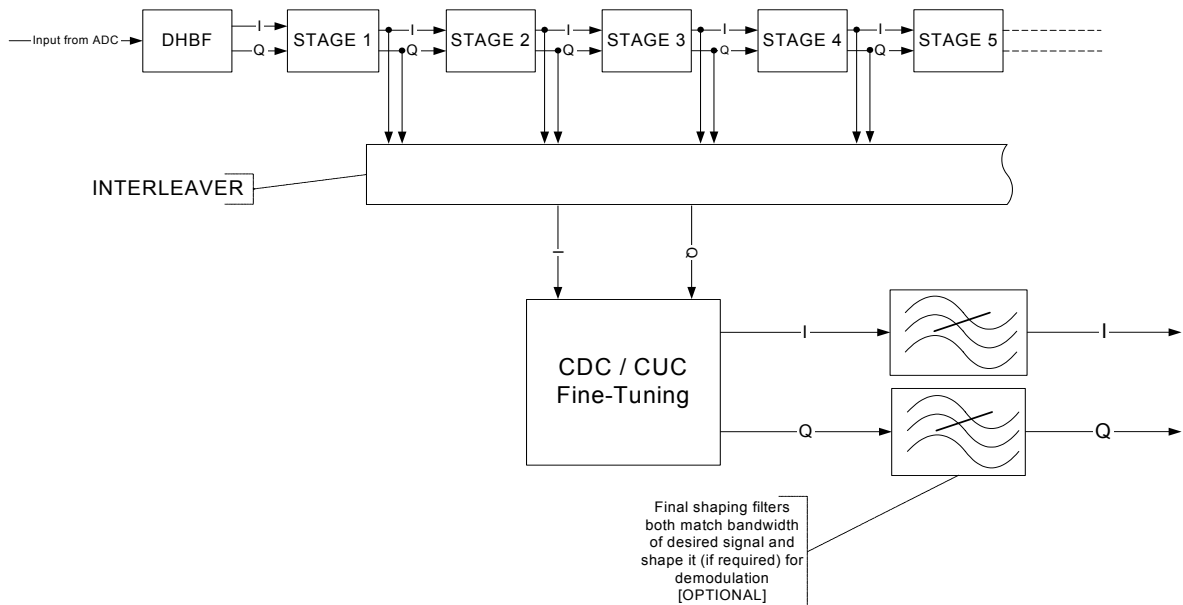 I I I I I
Input from ADC DHBF STAGE 1 STAGE 2 STAGE 3 STAGE 4 STAGE 5
Q Q Q Q Q
INTERLEAVER
I Q
I I
CDC / CUC
Fine-Tuning
Q Q
Final shaping filters
both match bandwidth
of desired signal and
shape it (if required) for
demodulation
[OPTIONAL]